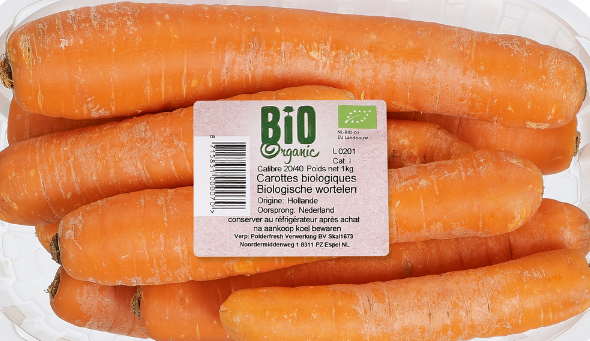 BIO
Organic
NL-BIO-01
EU Landbouw
L 0201
Cat. I
Calibre 20/40 Poids net 1kg
Carottes biologiques
Biologische wortelen
Origine: Hollande
Oorsprong: Nederland
conserver au réfrigérateur après achat
na aankoop koel bewaren
Verp: Polderfresh Verwerking BV Skal1673
Noordermiddenweg 1 8311 PZ Espel NL